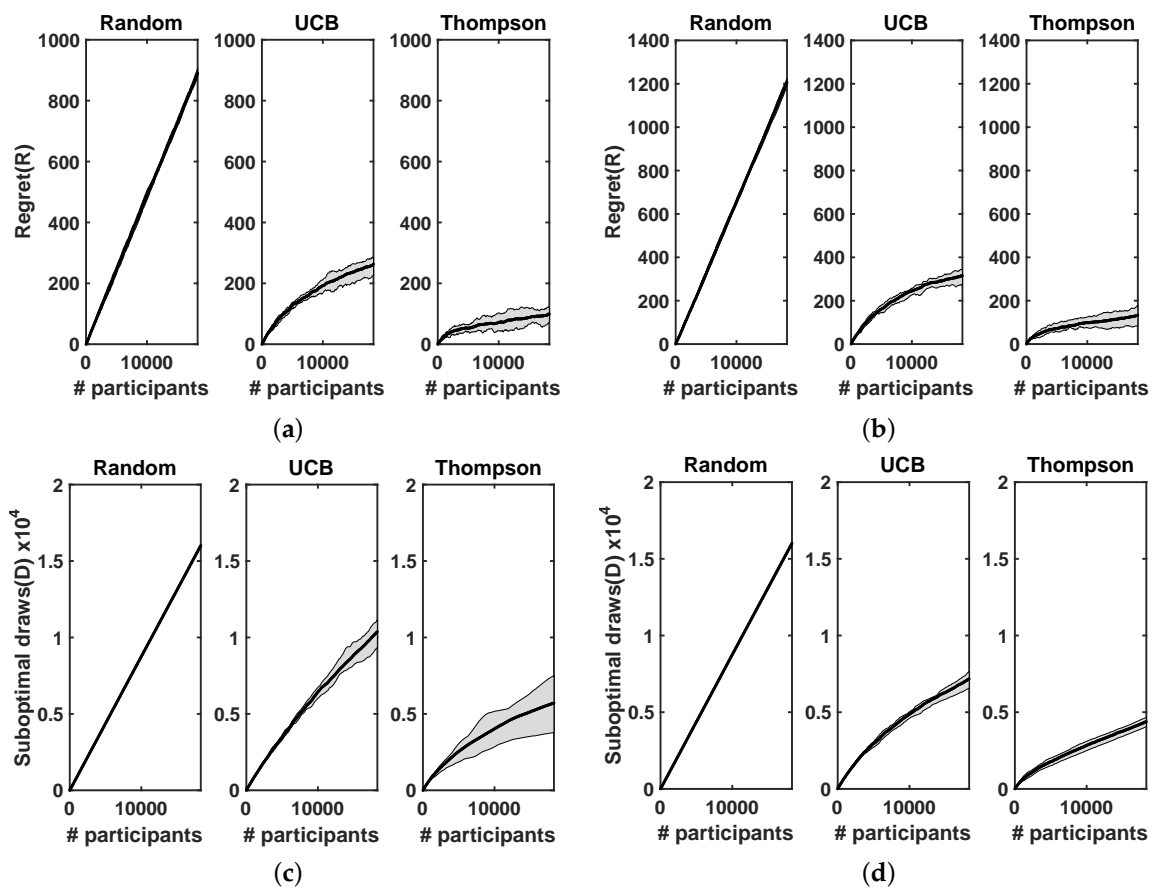 Random UCB Thompson
1000 1000 1000
800 800 800
600 600 600
400 400 400
200 200 200
0 0 0
Regret(R)
0 10000 0 10000 0 10000
# participants # participants # participants
(a)
Random UCB Thompson
1400 1400 1400
1200 1200 1200
1000 1000 1000
800 800 800
600 600 600
400 400 400
200 200 200
0 0 0
Regret(R)
0 10000 0 10000 0 10000
# participants # participants # participants
(b)
Random UCB Thompson
2 2 2
1.5 1.5 1.5
1 1 1
0.5 0.5 0.5
0 0 0
Suboptimal draws(D) x10⁴
0 10000 0 10000 0 10000
# participants # participants # participants
(c)
Random UCB Thompson
2 2 2
1.5 1.5 1.5
1 1 1
0.5 0.5 0.5
0 0 0
Suboptimal draws(D) x10⁴
0 10000 0 10000 0 10000
# participants # participants # participants
(d)